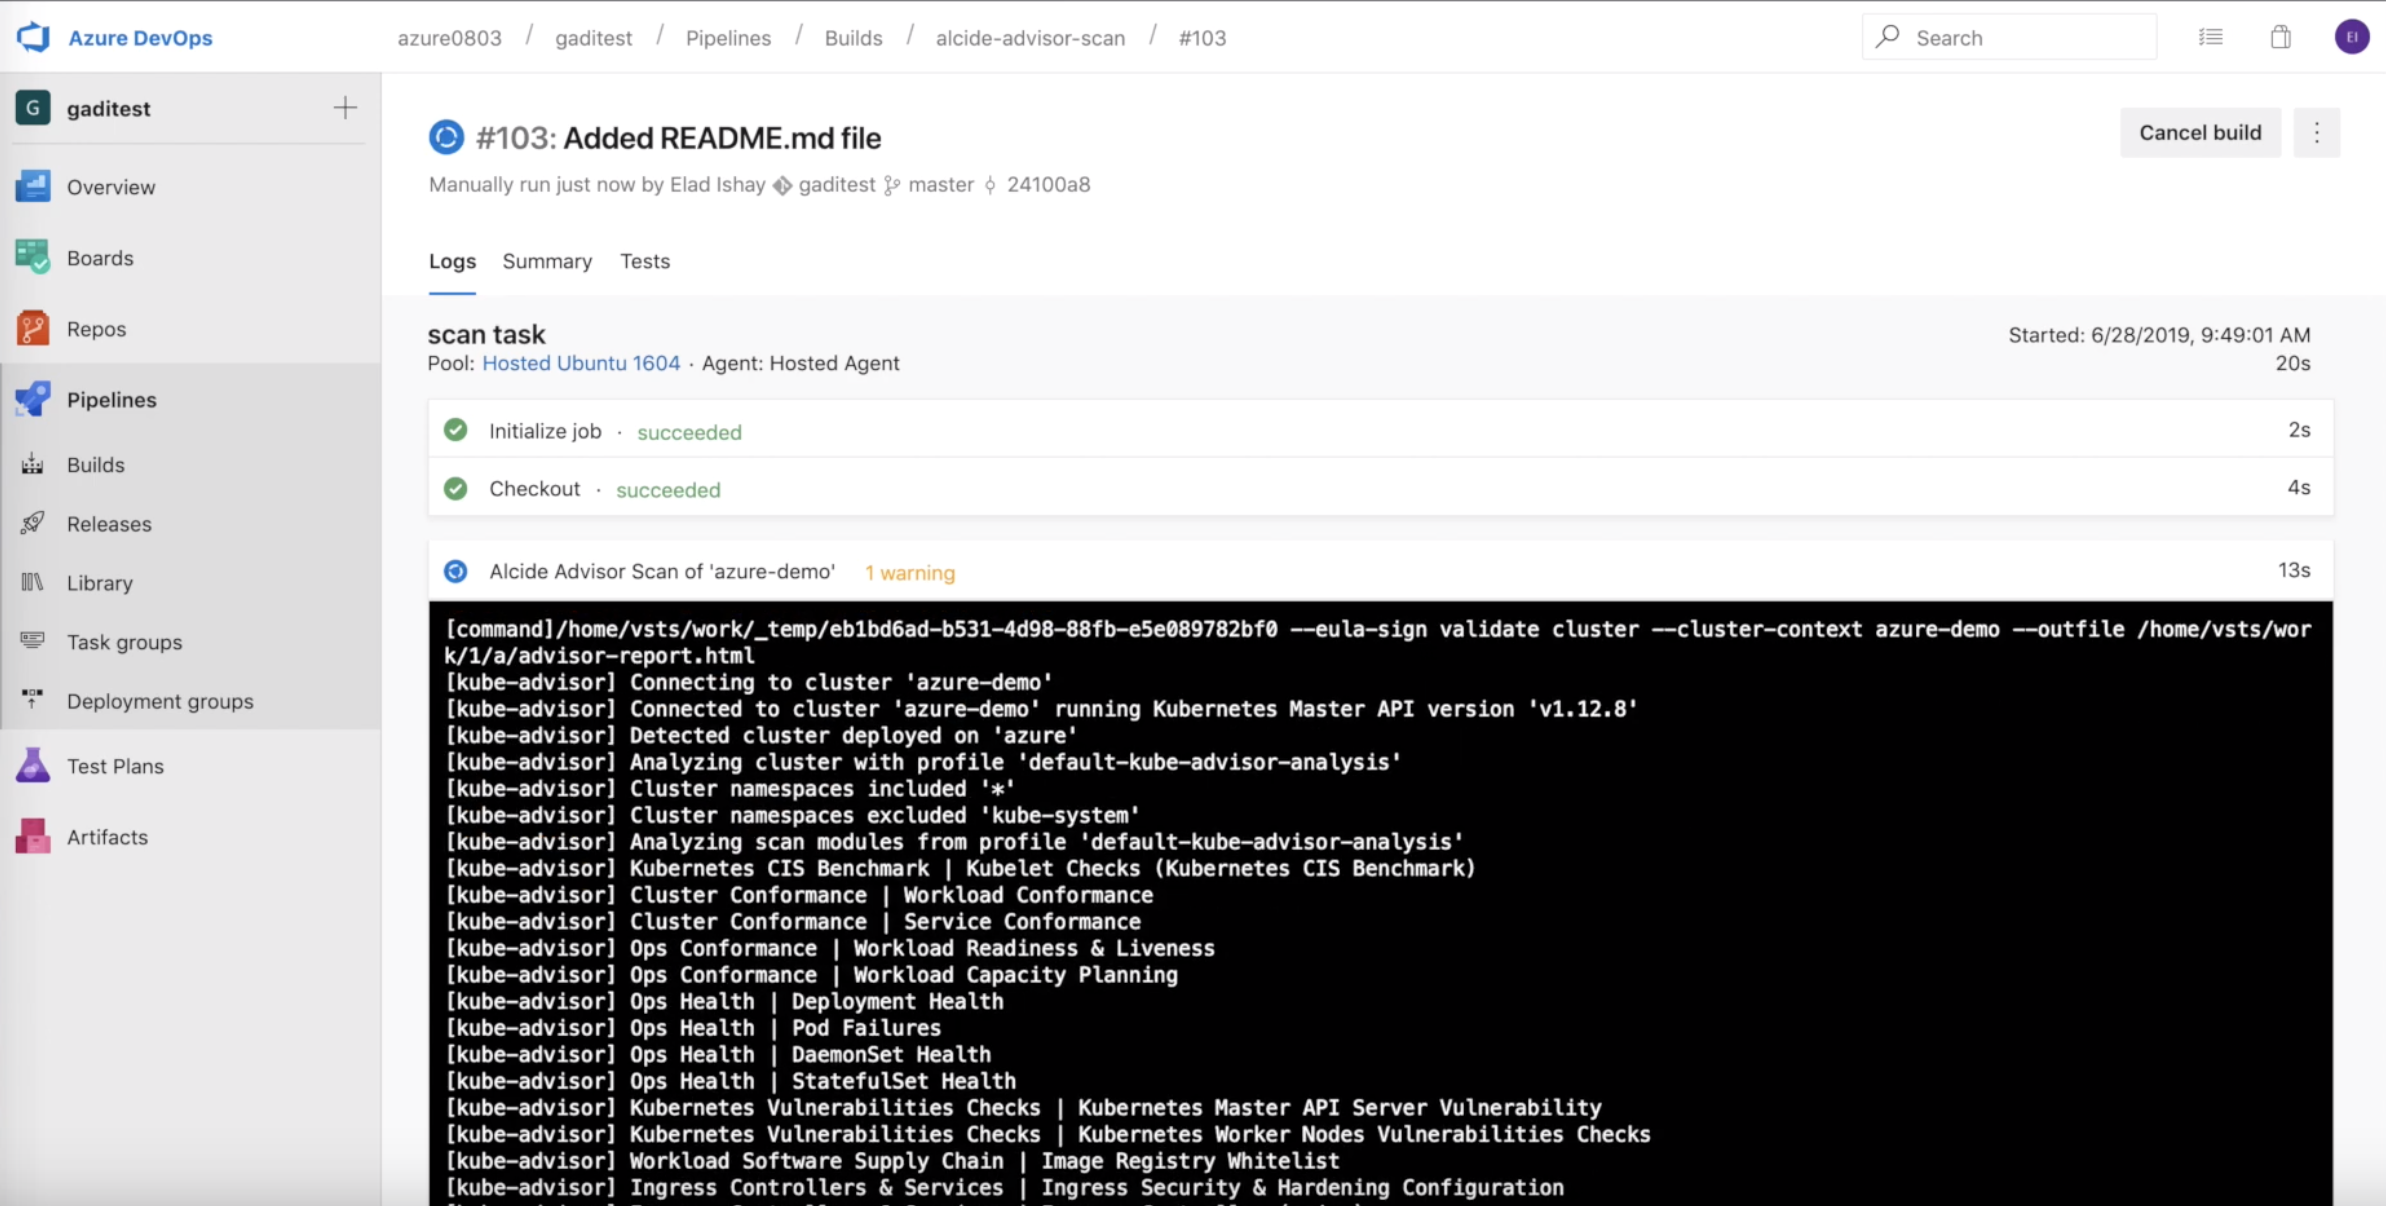 Azure DevOps
azure0803 / gaditest / Pipelines / Builds / alcide-advisor-scan / #103
Search
EI
G gaditest
Overview
Boards
Repos
Pipelines
Builds
Releases
Library
Task groups
Deployment groups
Test Plans
Artifacts
#103: Added README.md file
Cancel build
Manually run just now by Elad Ishay gaditest master 24100a8
Logs Summary Tests
scan task
Started: 6/28/2019, 9:49:01 AM
Pool: Hosted Ubuntu 1604 · Agent: Hosted Agent
20s
Initialize job · succeeded 2s
Checkout · succeeded 4s
Alcide Advisor Scan of 'azure-demo' 1 warning 13s
[command]/home/vsts/work/_temp/eb1bd6ad-b531-4d98-88fb-e5e089782bf0 --eula-sign validate cluster --cluster-context azure-demo --outfile /home/vsts/wor
k/1/a/advisor-report.html
[kube-advisor] Connecting to cluster 'azure-demo'
[kube-advisor] Connected to cluster 'azure-demo' running Kubernetes Master API version 'v1.12.8'
[kube-advisor] Detected cluster deployed on 'azure'
[kube-advisor] Analyzing cluster with profile 'default-kube-advisor-analysis'
[kube-advisor] Cluster namespaces included '*'
[kube-advisor] Cluster namespaces excluded 'kube-system'
[kube-advisor] Analyzing scan modules from profile 'default-kube-advisor-analysis'
[kube-advisor] Kubernetes CIS Benchmark | Kubelet Checks (Kubernetes CIS Benchmark)
[kube-advisor] Cluster Conformance | Workload Conformance
[kube-advisor] Cluster Conformance | Service Conformance
[kube-advisor] Ops Conformance | Workload Readiness & Liveness
[kube-advisor] Ops Conformance | Workload Capacity Planning
[kube-advisor] Ops Health | Deployment Health
[kube-advisor] Ops Health | Pod Failures
[kube-advisor] Ops Health | DaemonSet Health
[kube-advisor] Ops Health | StatefulSet Health
[kube-advisor] Kubernetes Vulnerabilities Checks | Kubernetes Master API Server Vulnerability
[kube-advisor] Kubernetes Vulnerabilities Checks | Kubernetes Worker Nodes Vulnerabilities Checks
[kube-advisor] Workload Software Supply Chain | Image Registry Whitelist
[kube-advisor] Ingress Controllers & Services | Ingress Security & Hardening Configuration